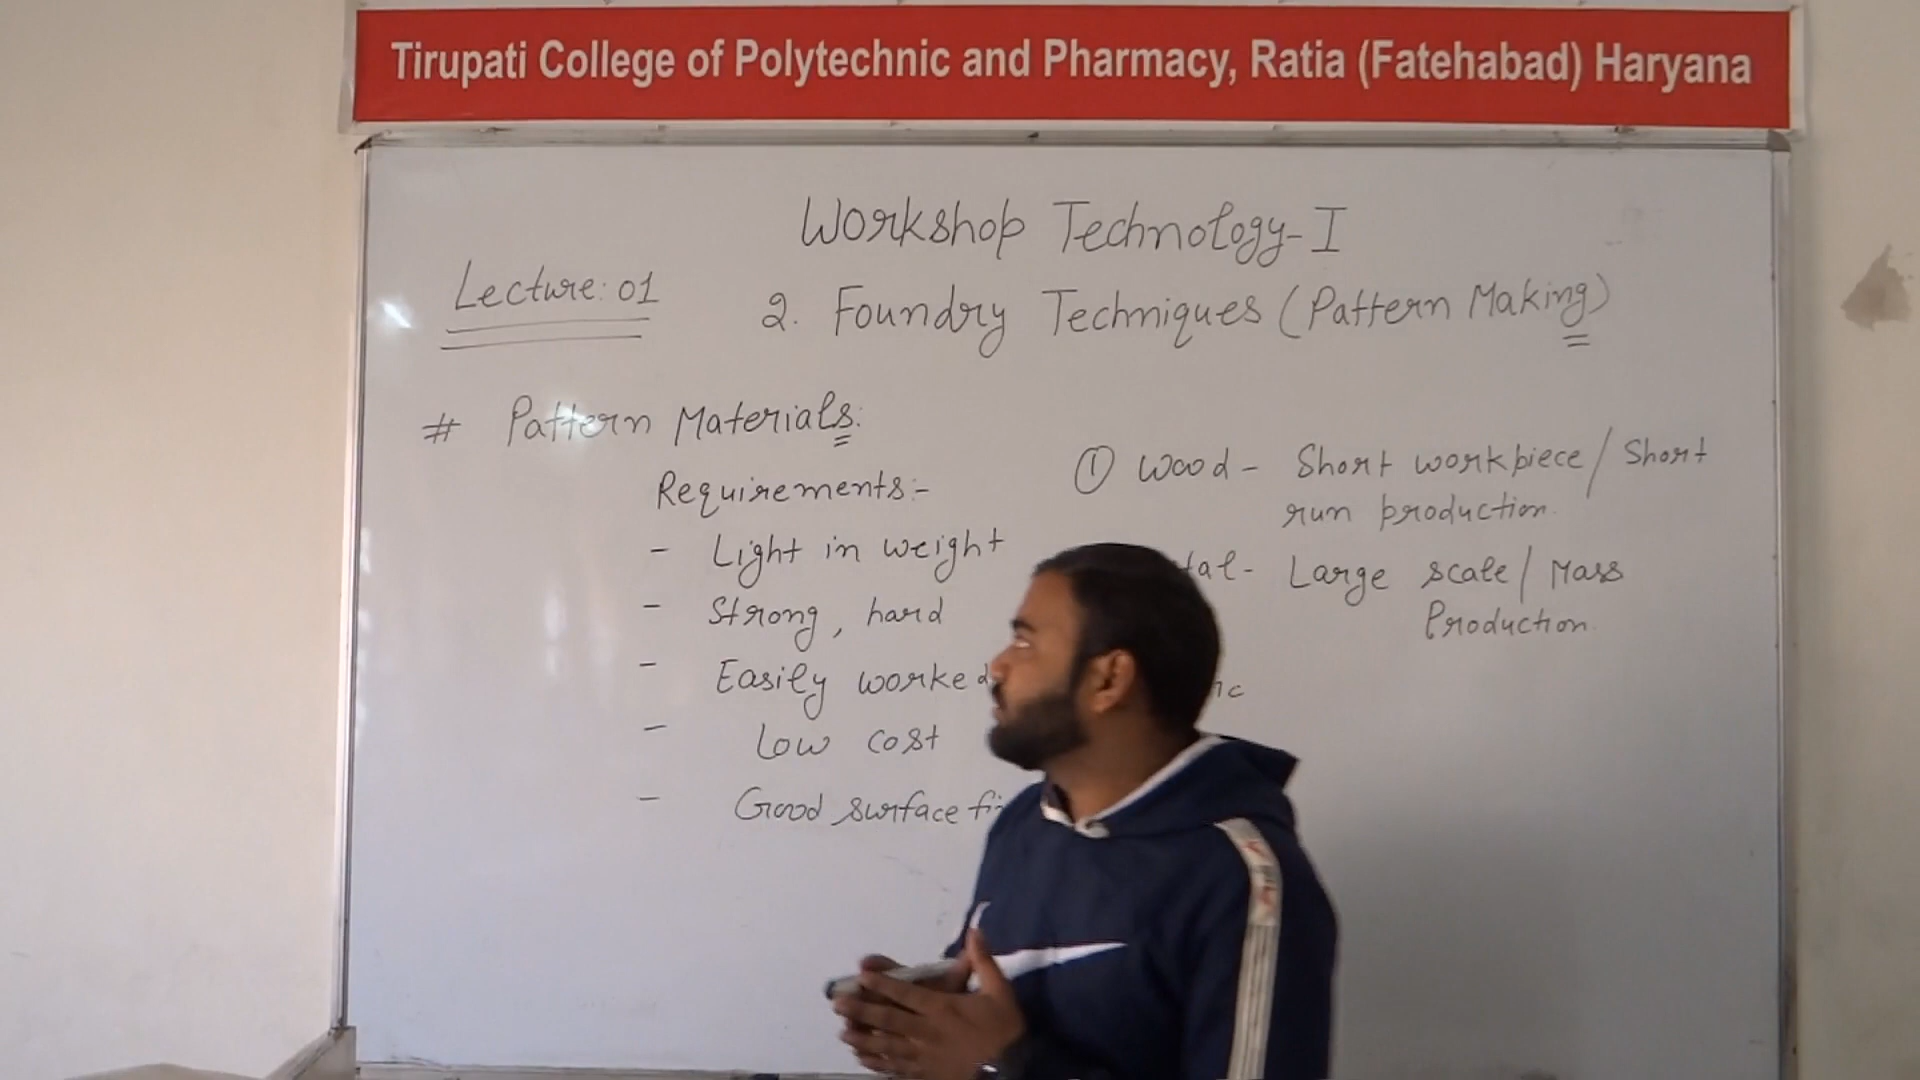 Tirupati College of Polytechnic and Pharmacy, Ratia (Fatehabad) Haryana
Workshop Technology-I
Lecture: 01
2. Foundry Techniques (Pattern Making)
# Pattern Materials:
Requirements:-
- Light in weight
- Strong, hard
- Easily worked
- Low cost
- Good surface
① Wood - Short workpiece / Short
run production.
Large scale / Mass
Production.